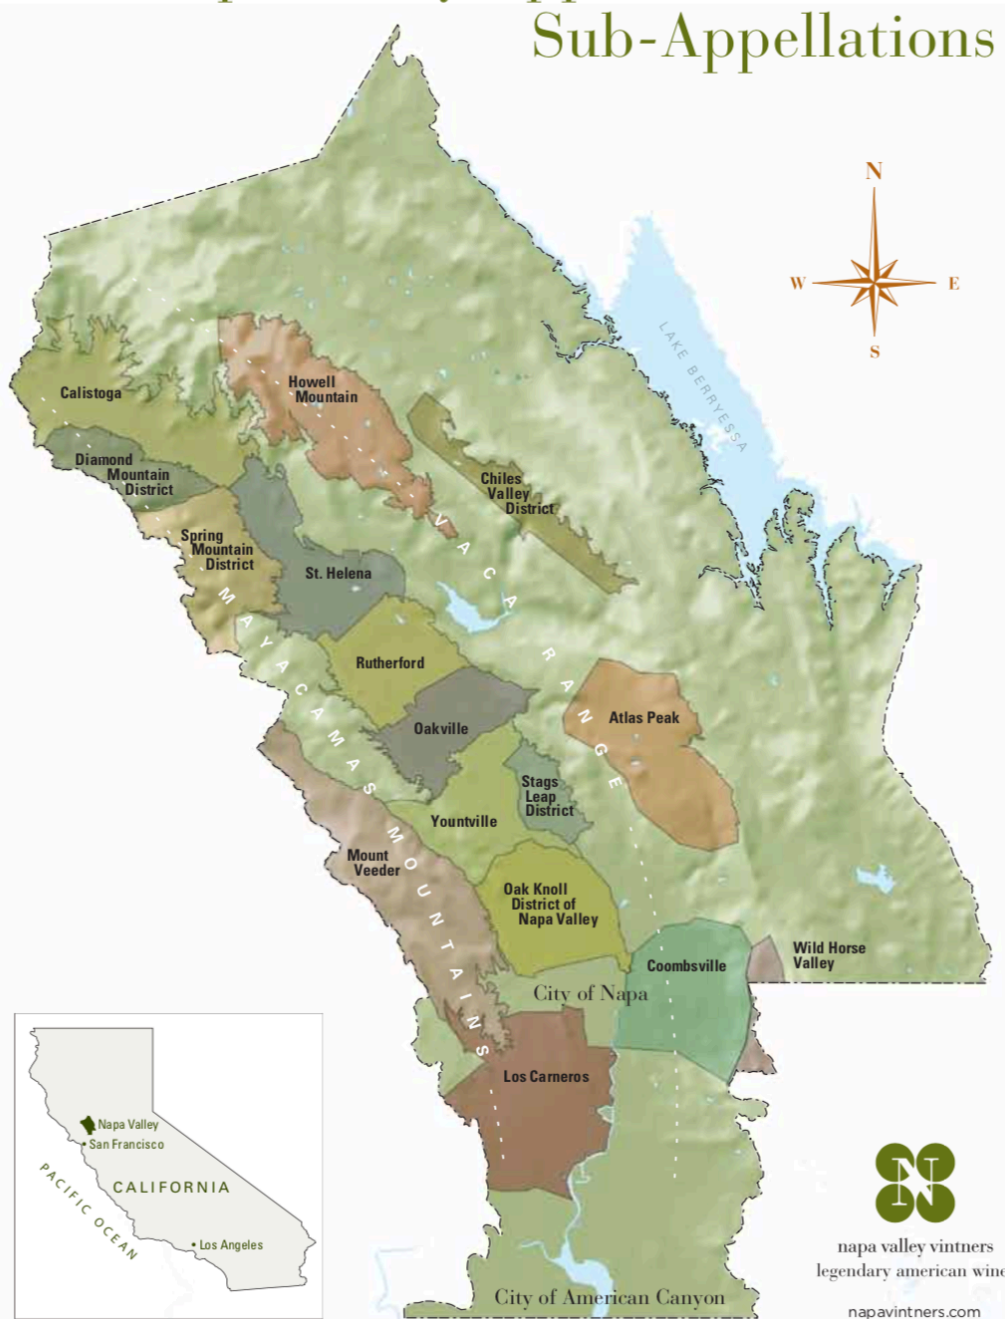 Sub-Appellations
N
W
E
S
LAKE BERRYESSA
Calistoga
Howell
Mountain
Diamond
Mountain
District
Chiles
Valley
District
Spring
Mountain
District
St. Helena
VACA RANGE
MAYACAMAS MOUNTAINS
Rutherford
Oakville
Atlas Peak
Stags
Leap
District
Yountville
Mount
Veeder
Oak Knoll
District of
Napa Valley
Coombsville
Wild Horse
Valley
City of Napa
Los Carneros
Napa Valley
San Francisco
CALIFORNIA
PACIFIC OCEAN
Los Angeles
City of American Canyon
N N
napa valley vintners
legendary american wine
napavintners.com